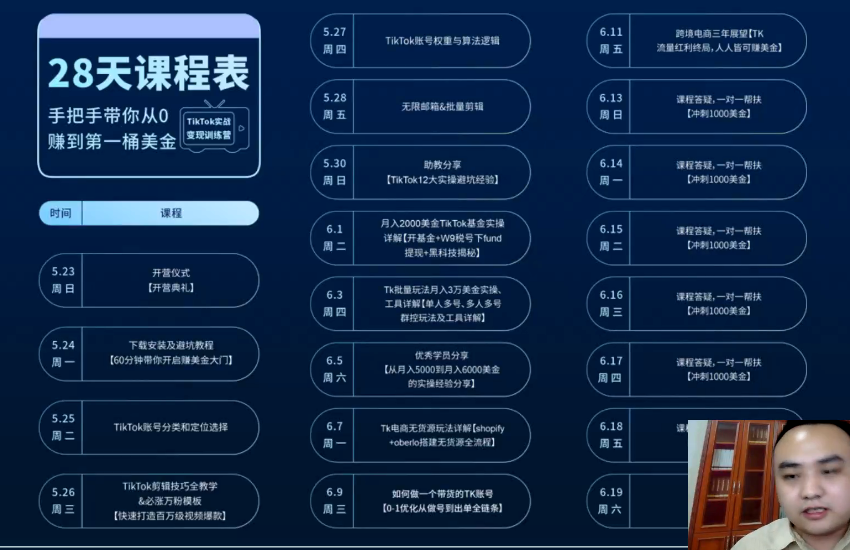 28天课程表
手把手带你从0
赚到第一桶美金
TikTok实战
变现训练营
时间 课程
5.23
周日
开营仪式
【开营典礼】
5.24
周一
下载安装及避坑教程
【60分钟带你开启赚美金大门】
5.25
周二
TikTok账号分类和定位选择
5.26
周三
TikTok剪辑技巧全教学
&必涨万粉模板
【快速打造百万级视频爆款】
5.27
周四
TikTok账号权重与算法逻辑
5.28
周五
无限邮箱&批量剪辑
5.30
周日
助教分享
【TikTok12大实操避坑经验】
6.1
周二
月入2000美金TikTok基金实操
详解【开基金+W9税号下fund
提现+黑科技揭秘】
6.3
周四
Tk批量玩法月入3万美金实操、
工具详解【单人多号、多人多号
群控玩法及工具详解】
6.5
周六
优秀学员分享
【从月入5000到月入6000美金
的实操经验分享】
6.7
周一
Tk电商无货源玩法详解【shopify
+oberlo搭建无货源全流程】
6.9
周三
如何做一个带货的TK账号
【0-1优化从做号到出单全链条】
6.11
周五
跨境电商三年展望【TK
流量红利终局，人人皆可赚美金】
6.13
周日
课程答疑，一对一帮扶
【冲刺1000美金】
6.14
周一
课程答疑，一对一帮扶
【冲刺1000美金】
6.15
周二
课程答疑，一对一帮扶
【冲刺1000美金】
6.16
周三
课程答疑，一对一帮扶
【冲刺1000美金】
6.17
周四
课程答疑，一对一帮扶
【冲刺1000美金】
6.18
周五
6.19
周六